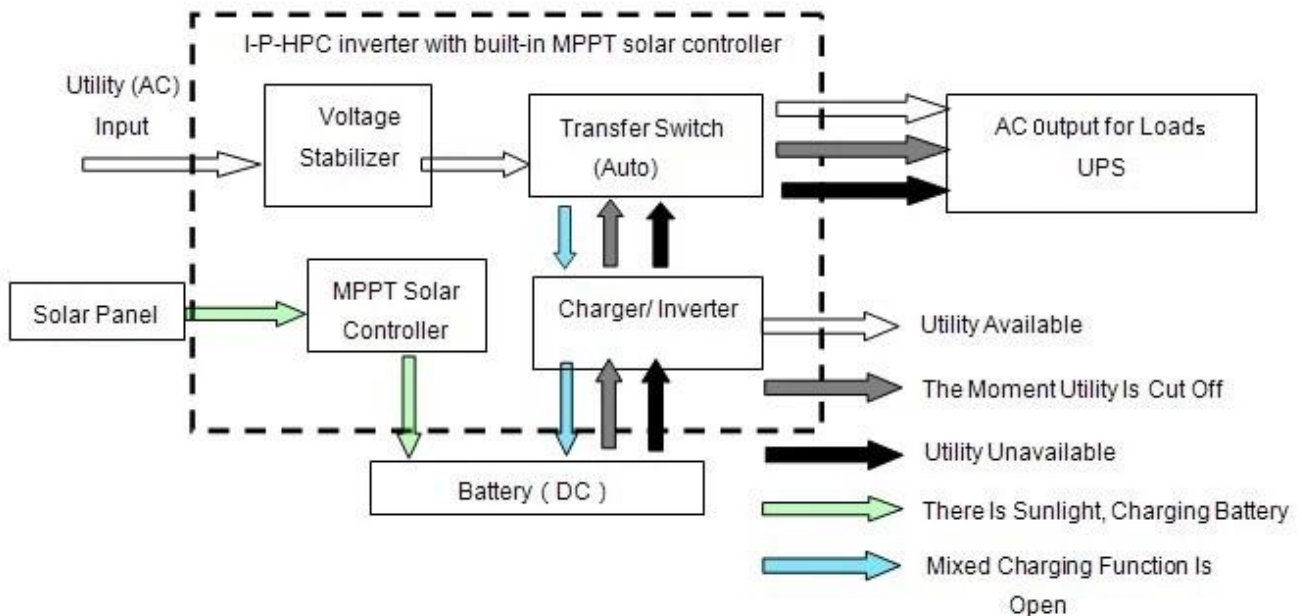 I-P-HPC inverter with built-in MPPT solar controller
Utility (AC)
Input
Voltage
Stabilizer
Transfer Switch
(Auto)
AC Output for Loads
UPS
Solar Panel
MPPT Solar
Controller
Charger/ Inverter
Utility Available
The Moment Utility Is Cut Off
Battery ( DC )
Utility Unavailable
There Is Sunlight, Charging Battery
Mixed Charging Function Is
Open